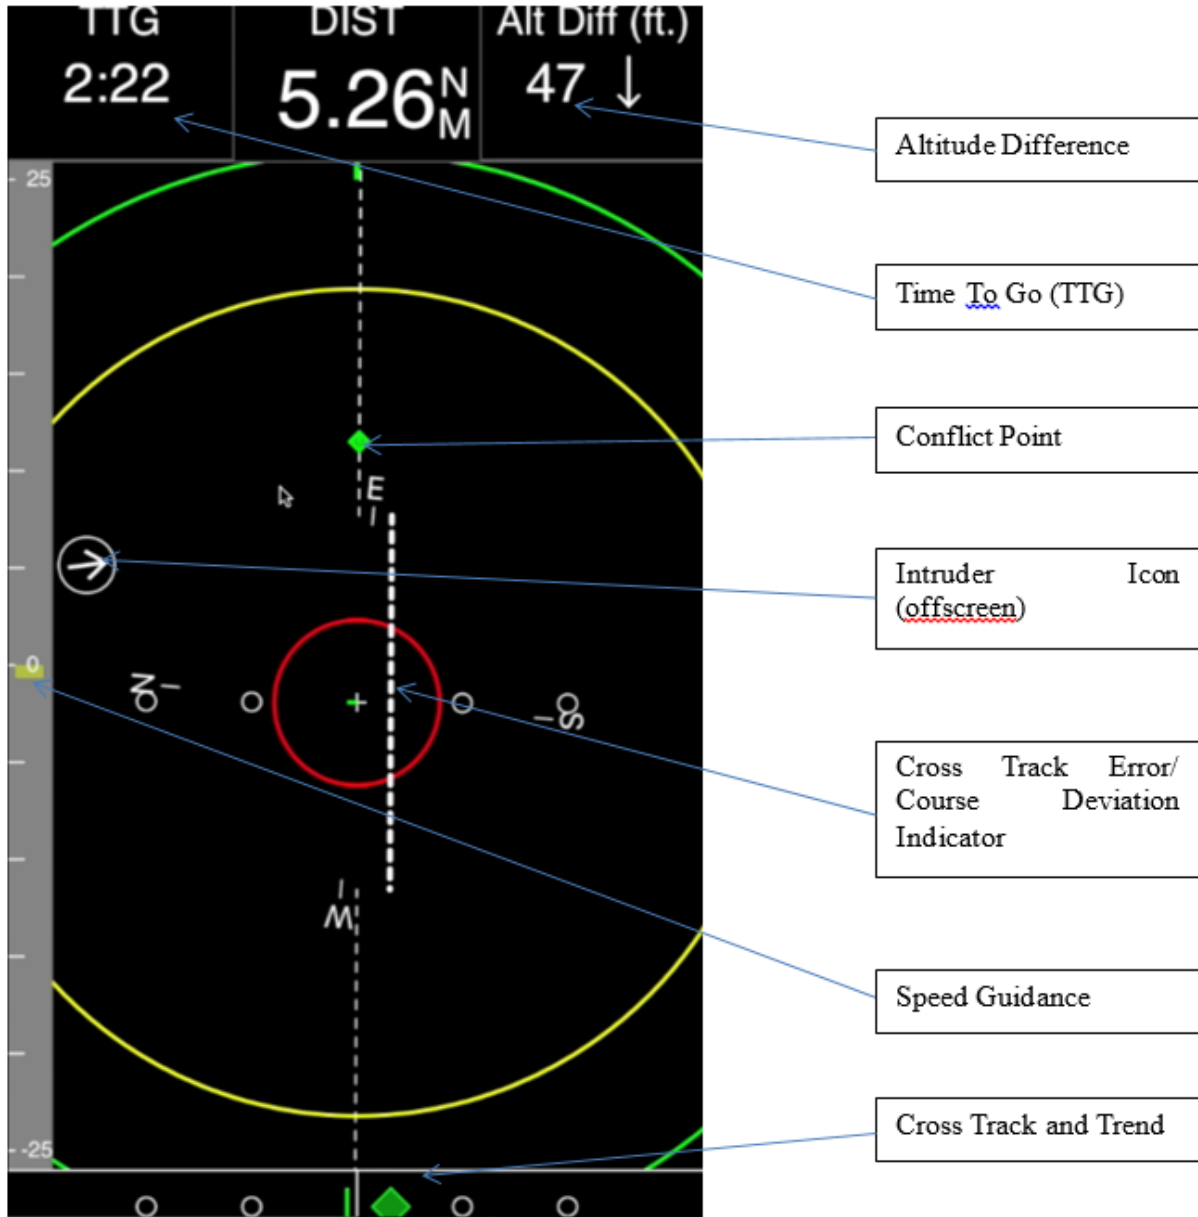 TTG
DIST
Alt Diff (ft.)
2:22
5.26 NM
47 ↓
Altitude Difference
25
Time To Go (TTG)
Conflict Point
E
Intruder Icon
(offscreen)
0
N
S
Cross Track Error/
Course Deviation
Indicator
W
Speed Guidance
Cross Track and Trend
-25